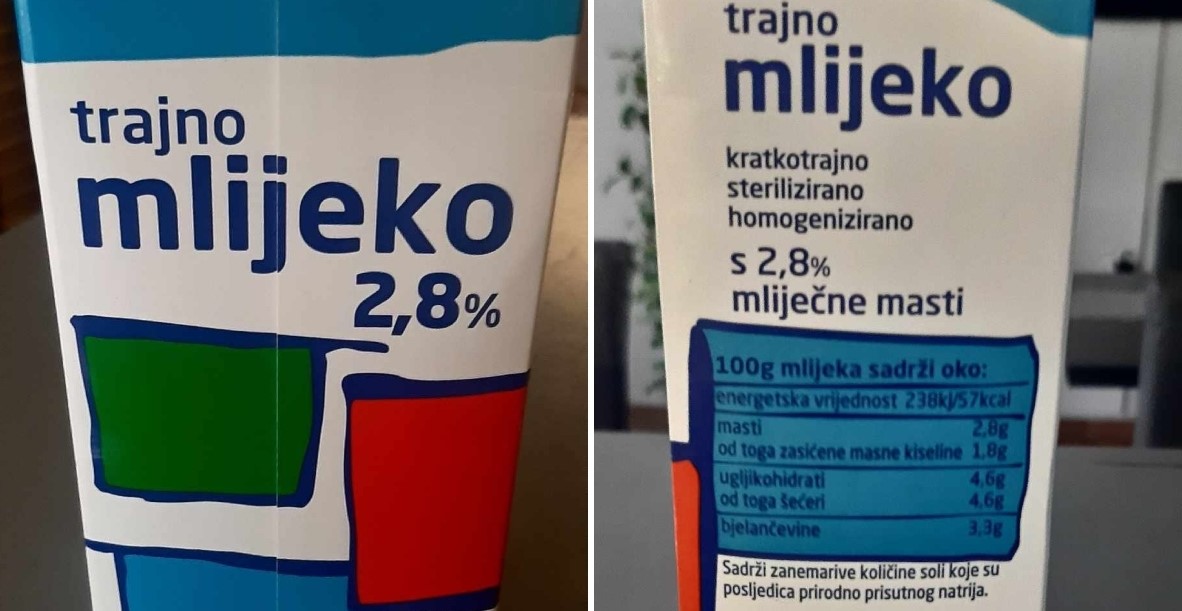 trajno
mlijeko
2,8%
trajno
mlijeko
kratkotrajno
sterilizirano
homogenizirano
s 2,8%
mliječne masti
100g mlijeka sadrži oko:
energetska vrijednost 238kJ/57kcal
masti 2,8g
od toga zasićene masne kiseline 1,8g
ugljikohidrati 4,6g
od toga šećeri 4,6g
bjelančevine 3,3g
Sadrži zanemarive količine soli koje su
posljedica prirodno prisutnog natrija.